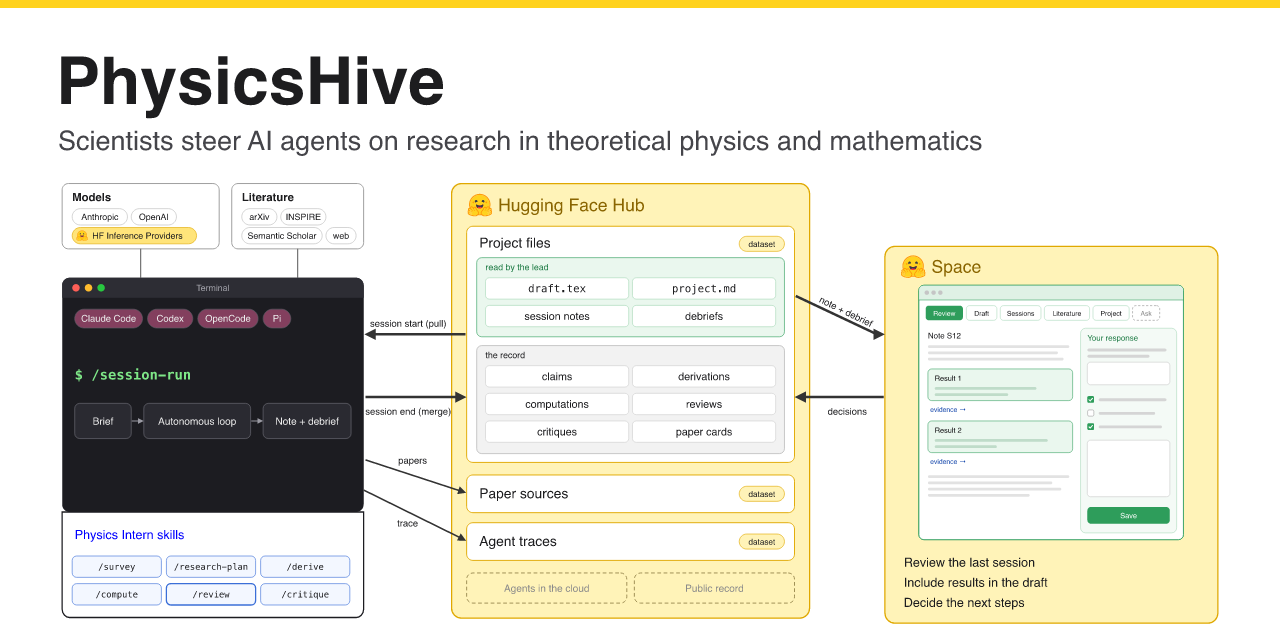 PhysicsHive
Scientists steer AI agents on research in theoretical physics and mathematics
Models
Anthropic
OpenAI
HF Inference Providers
Literature
arXiv
INSPIRE
Semantic Scholar
web
Terminal
Claude Code
Codex
OpenCode
Pi
$ /session-run
Brief
Autonomous loop
Note + debrief
Physics Intern skills
/survey
/research-plan
/derive
/compute
/review
/critique
session start (pull)
session end (merge)
papers
trace
Hugging Face Hub
Project files
dataset
read by the lead
draft.tex
project.md
session notes
debriefs
the record
claims
derivations
computations
reviews
critiques
paper cards
Paper sources
dataset
Agent traces
dataset
Agents in the cloud
Public record
note + debrief
decisions
Space
Review
Draft
Sessions
Literature
Project
Ask
Note S12
Result 1
evidence →
Result 2
evidence →
Your response
Save
Review the last session
Include results in the draft
Decide the next steps